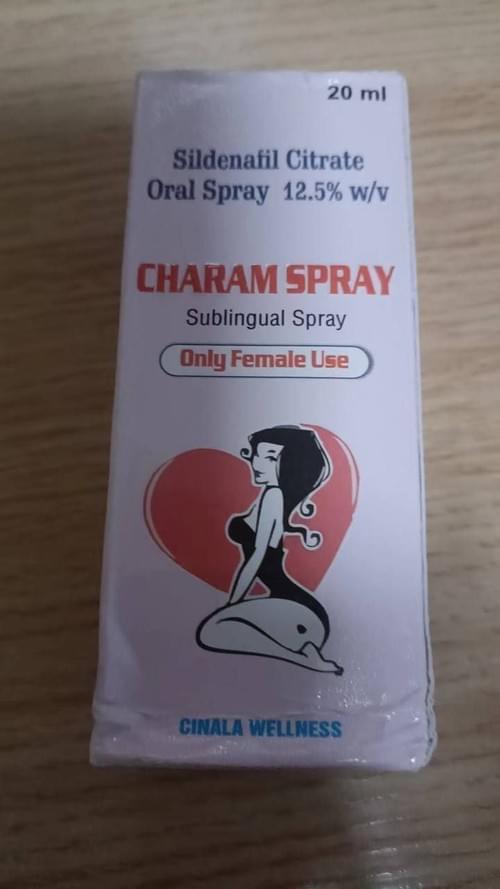 20 ml
Sildenafil Citrate
Oral Spray 12.5% w/v
CHARAM SPRAY
Sublingual Spray
Only Female Use
CINALA WELLNESS